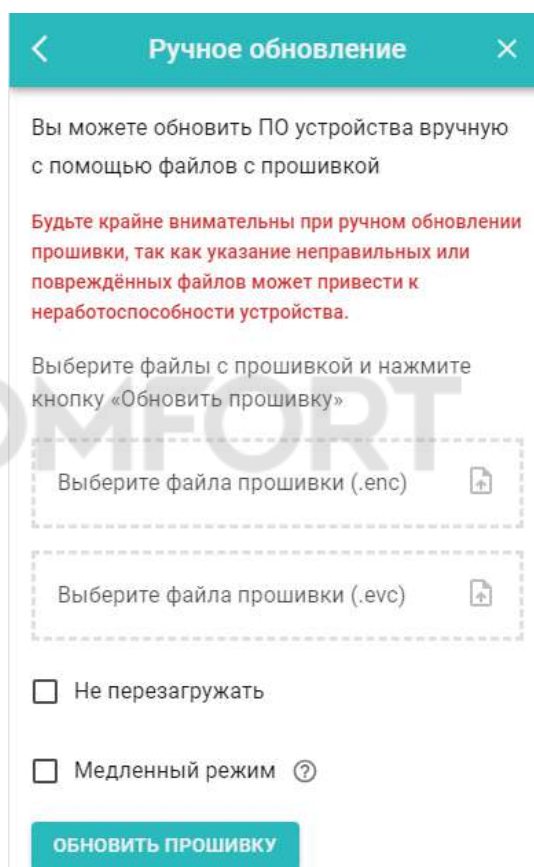 Ручное обновление
Вы можете обновить ПО устройства вручную
с помощью файлов с прошивкой
Будьте крайне внимательны при ручном обновлении
прошивки, так как указание неправильных или
повреждённых файлов может привести к
неработоспособности устройства.
Выберите файлы с прошивкой и нажмите
кнопку «Обновить прошивку»
OMFORT
Выберите файла прошивки (.enc)
Выберите файла прошивки (.evc)
Не перезагружать
Медленный режим
ОБНОВИТЬ ПРОШИВКУ